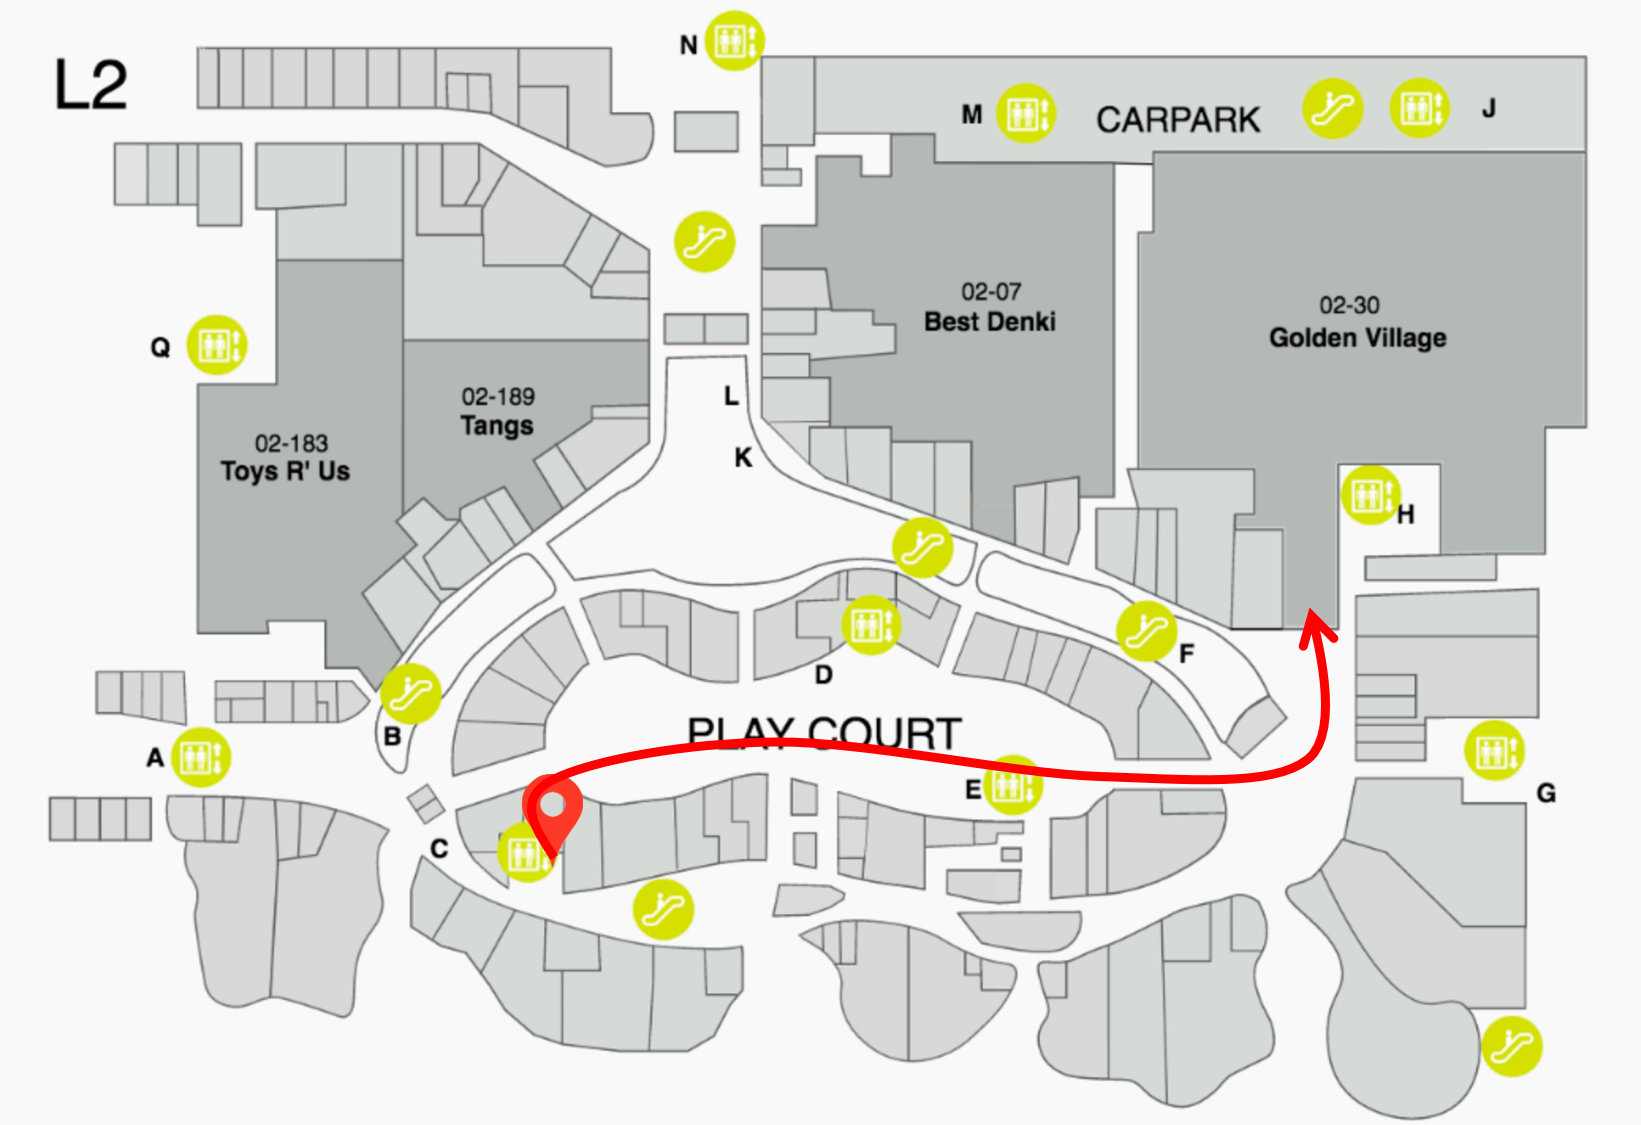 L2
N
M
CARPARK
J
02-07
Best Denki
02-30
Golden Village
Q
02-189
Tangs
L
02-183
Toys R' Us
K
H
F
D
B
PLAY COURT
A
E
G
C